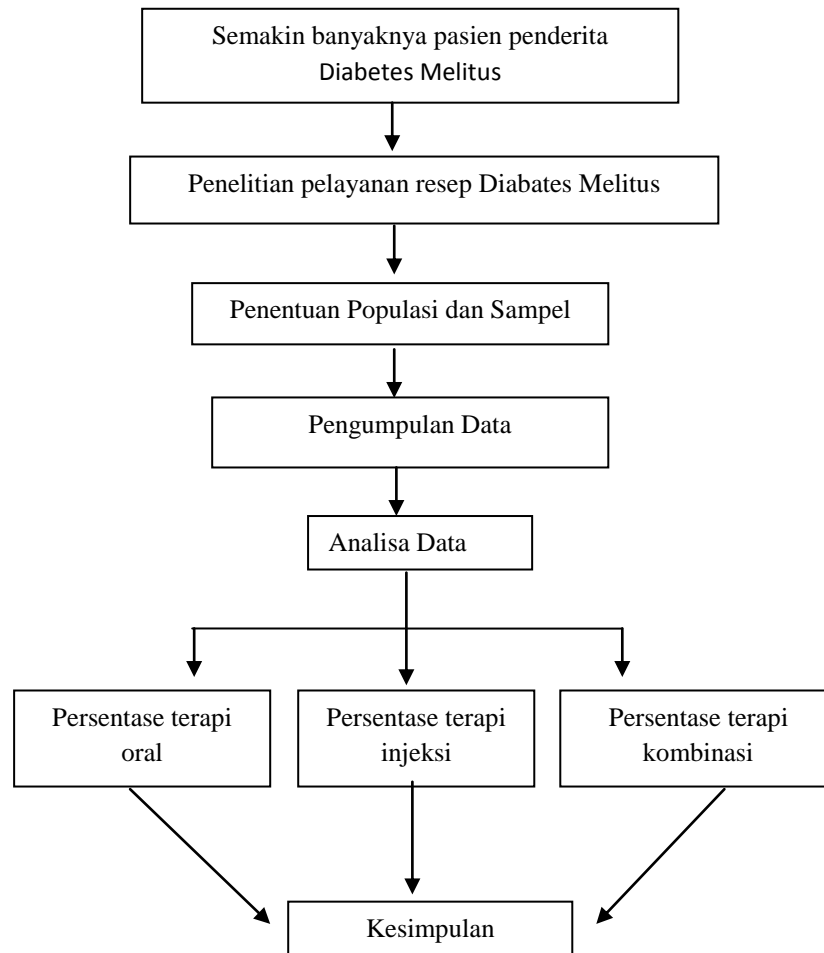 Semakin banyaknya pasien penderita
Diabetes Melitus
Penelitian pelayanan resep Diabates Melitus
Penentuan Populasi dan Sampel
Pengumpulan Data
Analisa Data
Persentase terapi
oral
Persentase terapi
injeksi
Persentase terapi
kombinasi
Kesimpulan